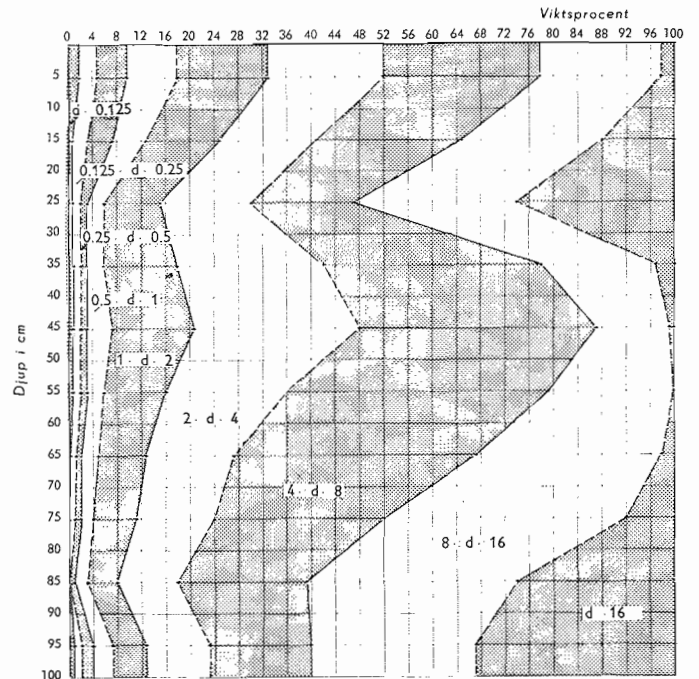 Viktsprocent
0 4 8 12 16 20 24 28 32 36 40 44 48 52 56 60 64 68 72 76 80 84 88 92 96 100
Djup i cm
5
10
15
20
25
30
35
40
45
50
55
60
65
70
75
80
85
90
95
100
d · 0.125
0.125 · d · 0.25
0.25 · d · 0.5
0.5 · d · 1
1 · d · 2
2 · d · 4
4 · d · 8
8 · d · 16
d · 16